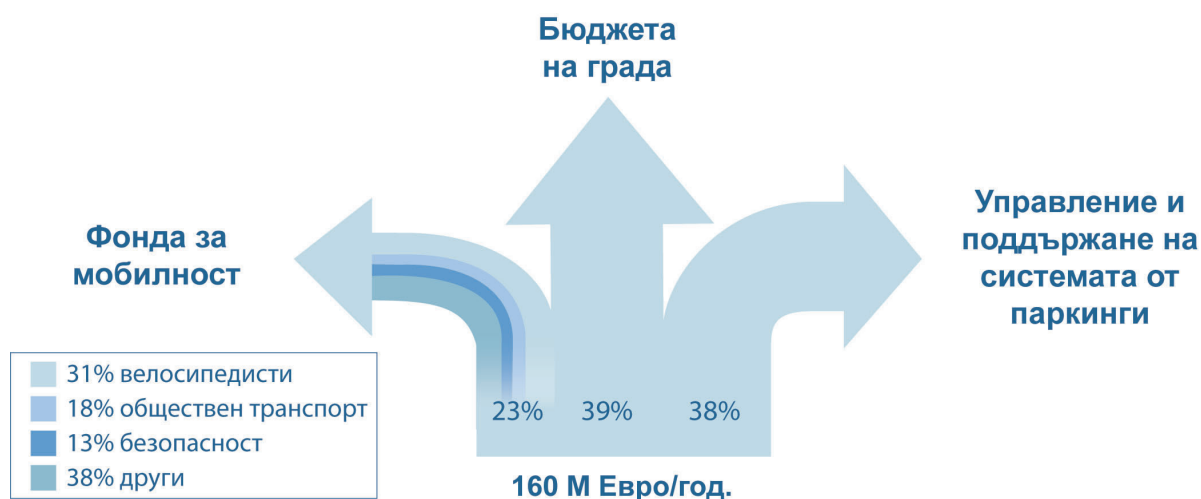 Бюджета
на града
Фонда за
мобилност
Управление и
поддържане на
системата от
паркинги
31% велосипедисти
18% обществен транспорт
13% безопасност
38% други
23% 39% 38%
160 М Евро/год.